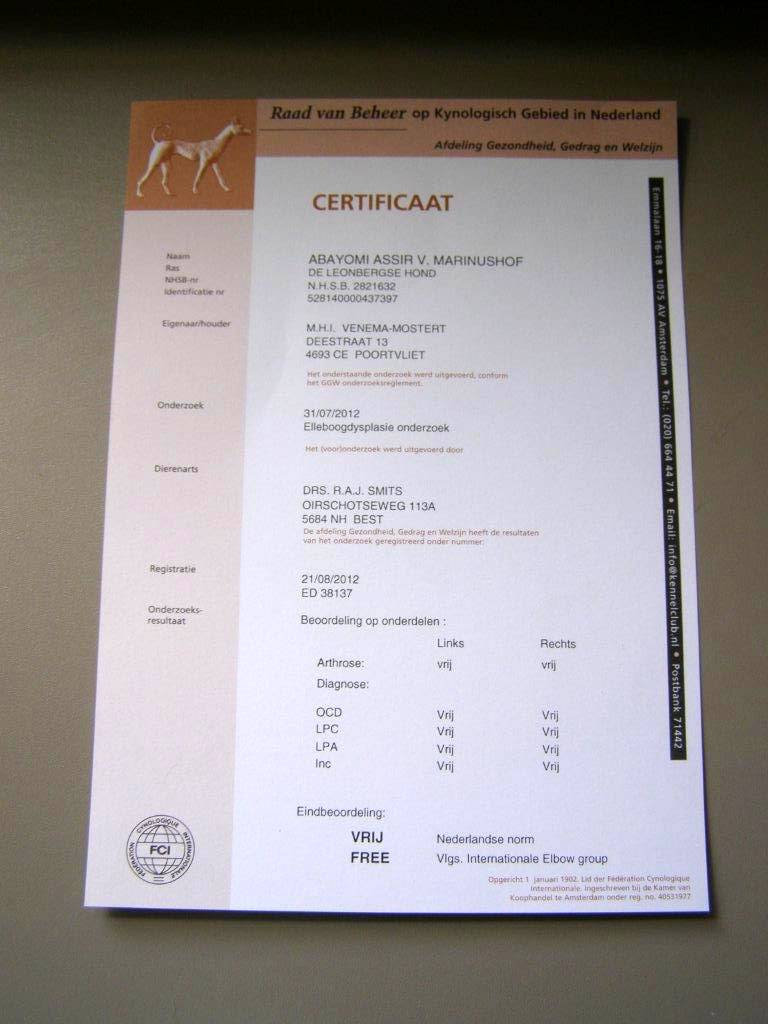 Raad van Beheer op Kynologisch Gebied in Nederland
Afdeling Gezondheid, Gedrag en Welzijn
CERTIFICAAT
Naam ABAYOMI ASSIR V. MARINUSHOF
Ras DE LEONBERGSE HOND
NHSB-nr N.H.S.B. 2821632
Identificatie nr 528140000437397
Eigenaar/houder M.H.I. VENEMA-MOSTERT
DEESTRAAT 13
4693 CE POORTVLIET
Het onderstaande onderzoek werd uitgevoerd, conform
het GGW onderzoeksreglement.
Onderzoek 31/07/2012
Elleboogdysplasie onderzoek
Het (voor)onderzoek werd uitgevoerd door
Dierenarts
DRS. R.A.J. SMITS
OIRSCHOTSEWEG 113A
5684 NH BEST
De afdeling Gezondheid, Gedrag en Welzijn heeft de resultaten
van het onderzoek geregistreerd onder nummer:
Registratie 21/08/2012
ED 38137
Onderzoeks-
resultaat Beoordeling op onderdelen :
Links Rechts
Arthrose: vrij vrij
Diagnose:
OCD Vrij Vrij
LPC Vrij Vrij
LPA Vrij Vrij
Inc Vrij Vrij
Eindbeoordeling:
VRIJ Nederlandse norm
FREE Vlgs. Internationale Elbow group
Opgericht 1 januari 1902. Lid der Fédération Cynologique
Internationale. Ingeschreven bij de Kamer van
Koophandel te Amsterdam onder reg. no. 40531977
FÉDÉRATION CYNOLOGIQUE INTERNATIONALE
FCI
Emmalaan 16-18 • 1075 AV Amsterdam • Tel.: (020) 664 44 71 • Email: info@kennelclub.nl • Postbank 71442